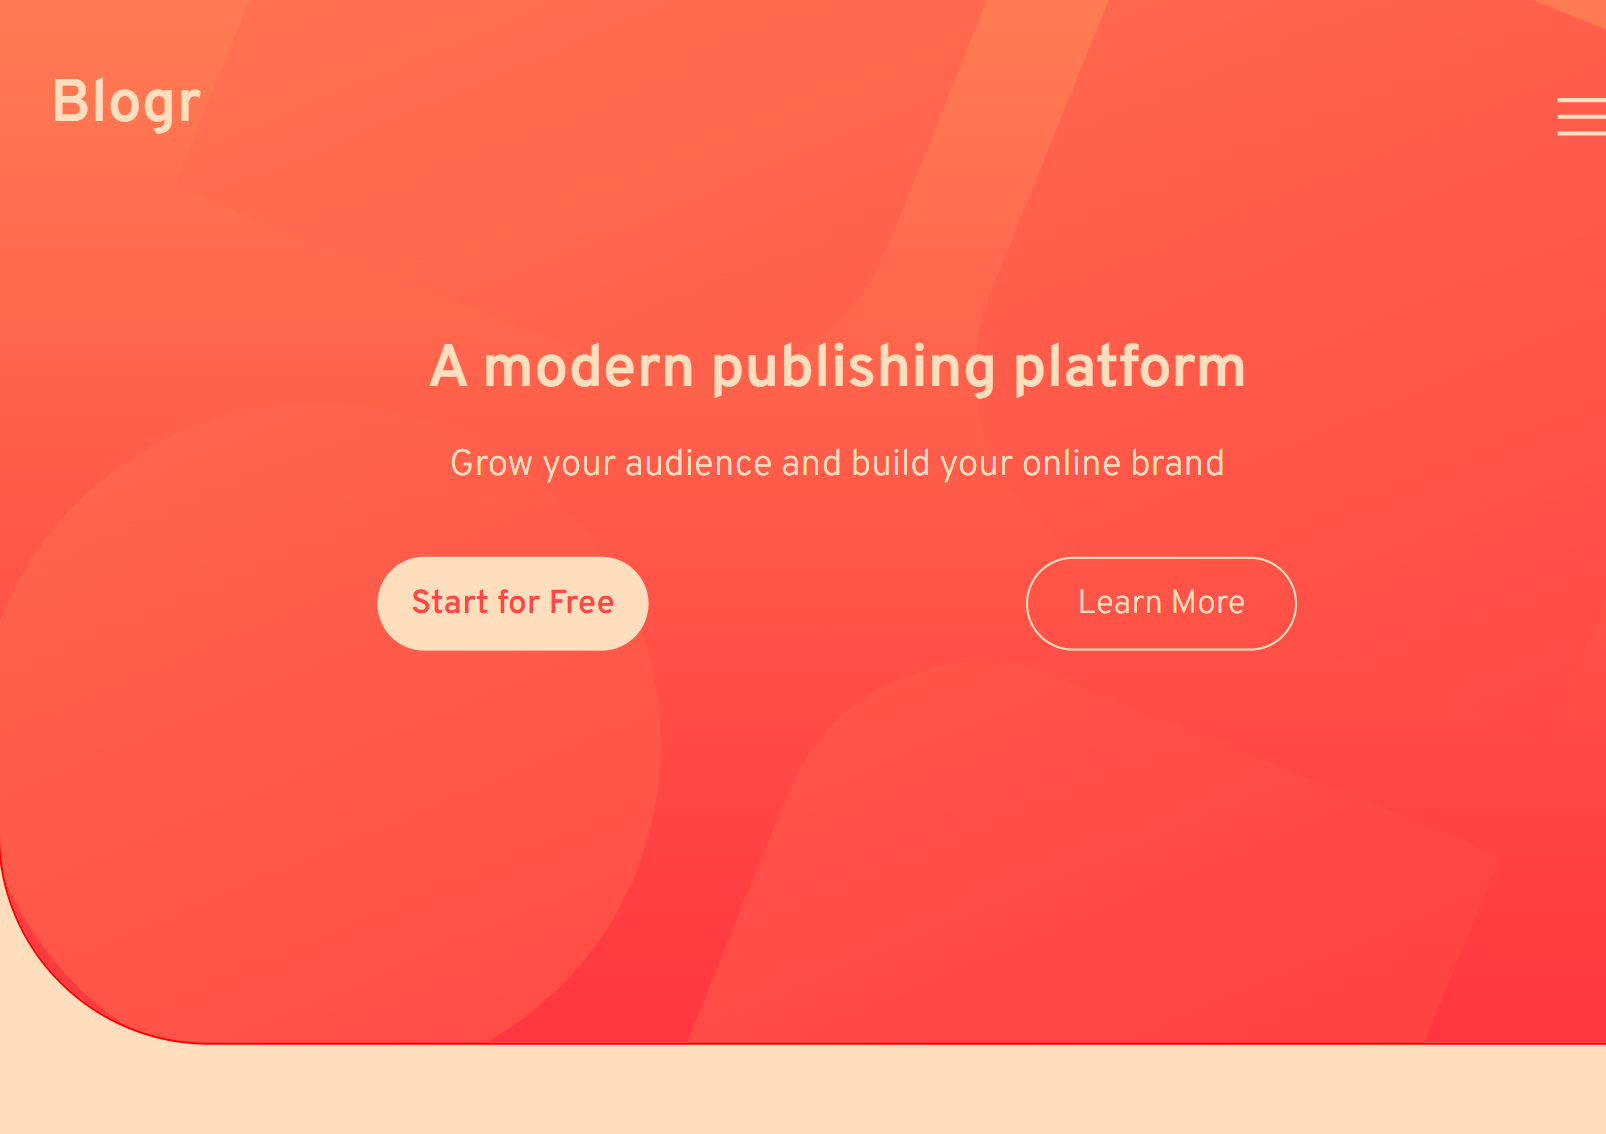 Blogr
A modern publishing platform
Grow your audience and build your online brand
Start for Free
Learn More